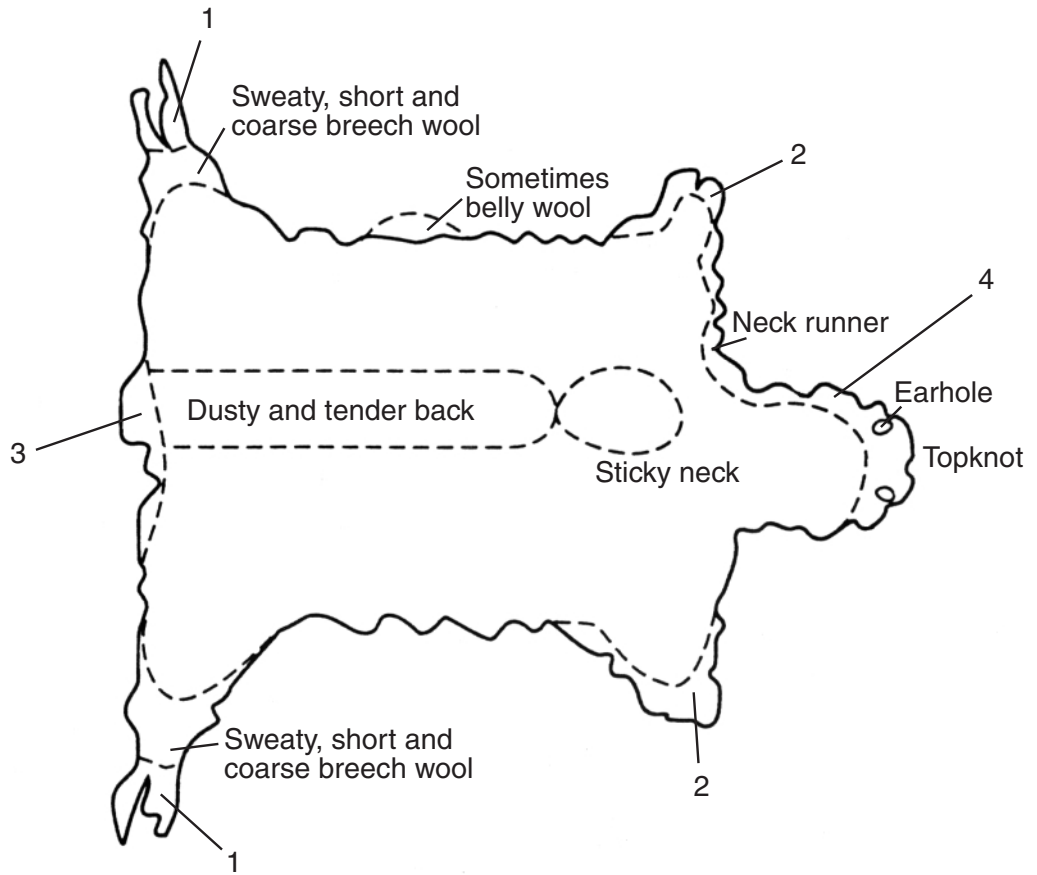 1
Sweaty, short and
coarse breech wool
2
Sometimes
belly wool
4
Neck runner
Earhole
Dusty and tender back
3
Topknot
Sticky neck
Sweaty, short and
coarse breech wool
2
1